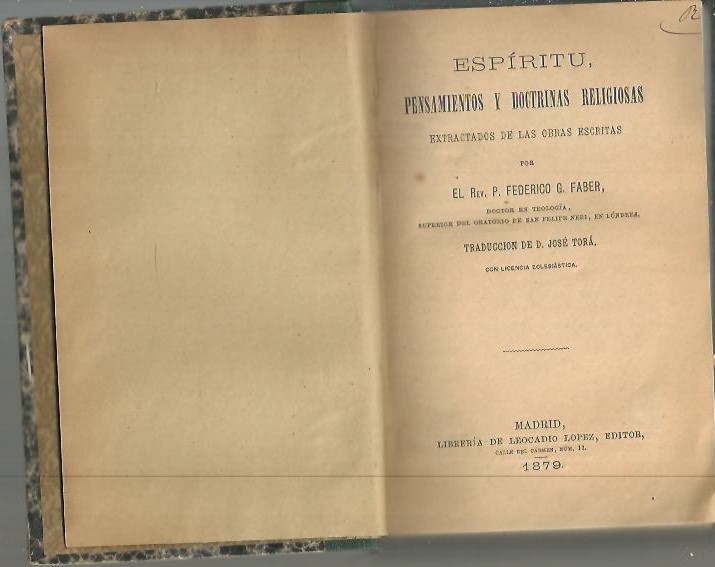 ESPÍRITU,
PENSAMIENTOS Y DOCTRINAS RELIGIOSAS
EXTRACTADOS DE LAS OBRAS ESCRITAS
POR
EL REV. P. FEDERICO G. FABER,
DOCTOR EN TEOLOGÍA,
SUPERIOR DEL ORATORIO DE SAN FELIPE NERI, EN LÓNDRES.
TRADUCCION DE D. JOSÉ TORÁ.
CON LICENCIA ECLESIÁSTICA.
MADRID,
LIBRERÍA DE LEOCADIO LOPEZ, EDITOR,
CALLE DEL CARMEN, NÚM. 13.
1879.